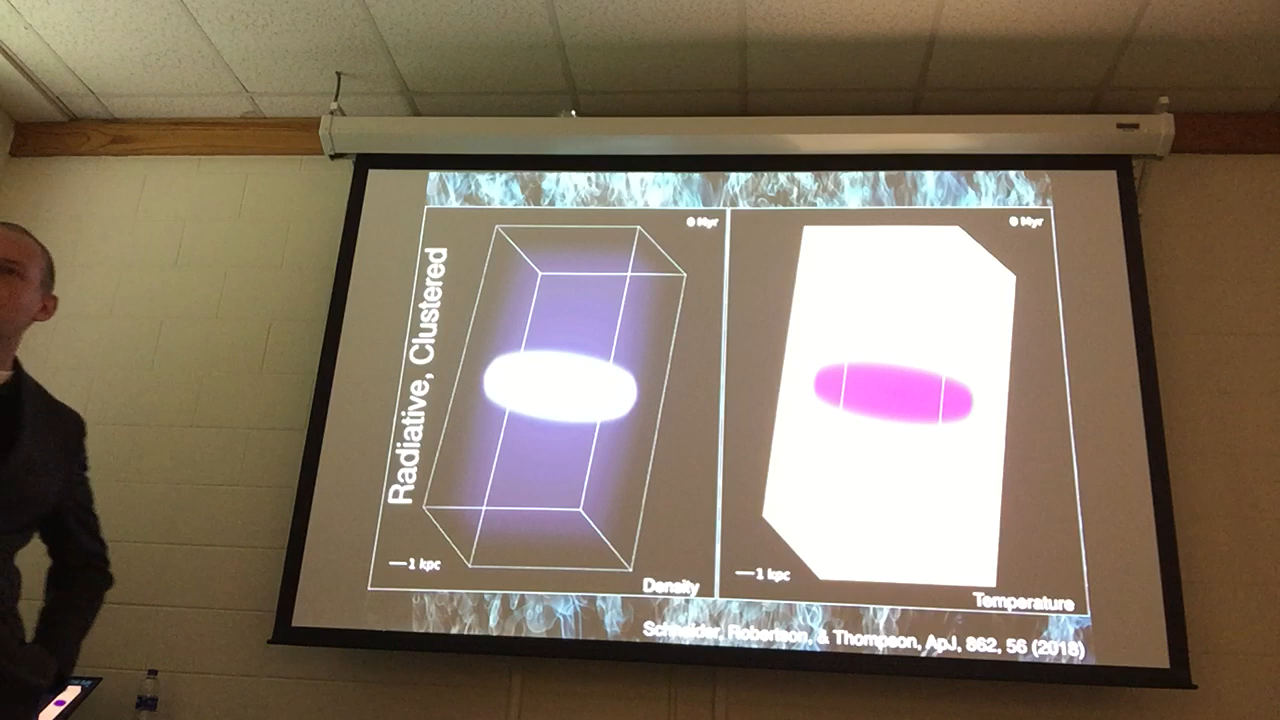 Radiative, Clustered
0 Myr
1 kpc
Density
0 Myr
1 kpc
Temperature
Schneider, Robertson, & Thompson, ApJ, 862, 56 (2018)